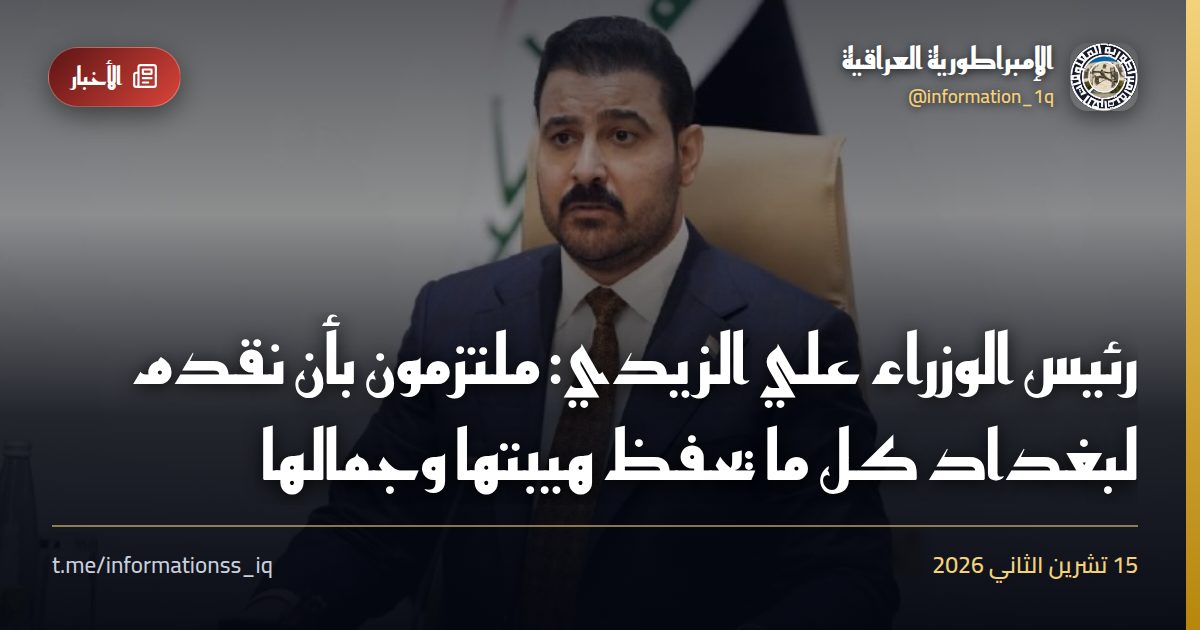 الإمبراطورية العراقية
@information_1q
الأخبار
رئيس الوزراء علي الزيدي: ملتزمون بأن نقدم
لبغداد كل ما يحفظ هيبتها وجمالها
15 تشرين الثاني 2026
t.me/informationss_iq